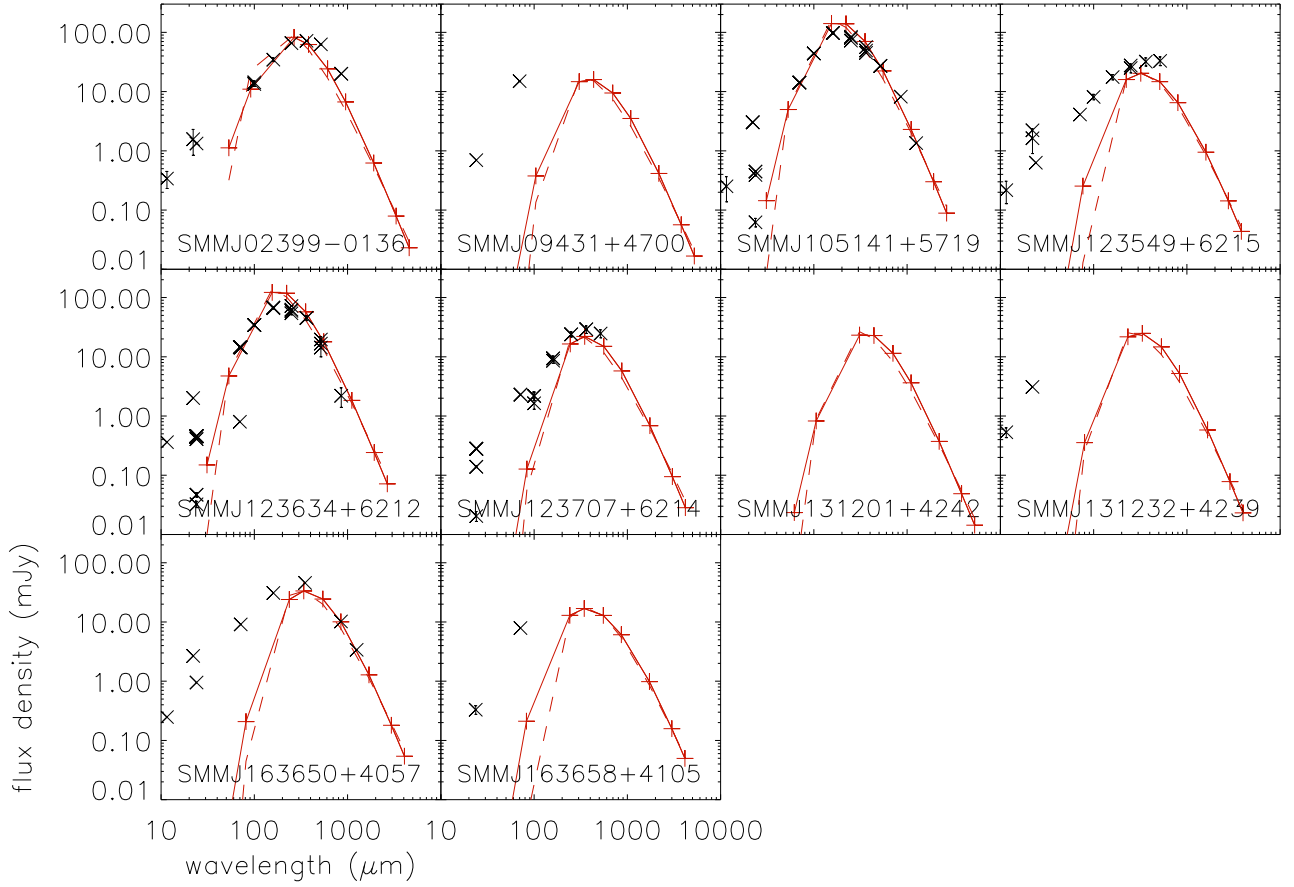 100.00
10.00
1.00
0.10
0.01
SMMJ02399−0136
SMMJ09431+4700
SMMJ105141+5719
SMMJ123549+6215
100.00
10.00
1.00
0.10
0.01
SMMJ123634+6212
SMMJ123707+6214
SMMJ131201+4242
SMMJ131232+4239
100.00
10.00
1.00
0.10
0.01
SMMJ163650+4057
SMMJ163658+4105
10 100 1000 10 100 1000 10000
wavelength (μm)
flux density (mJy)